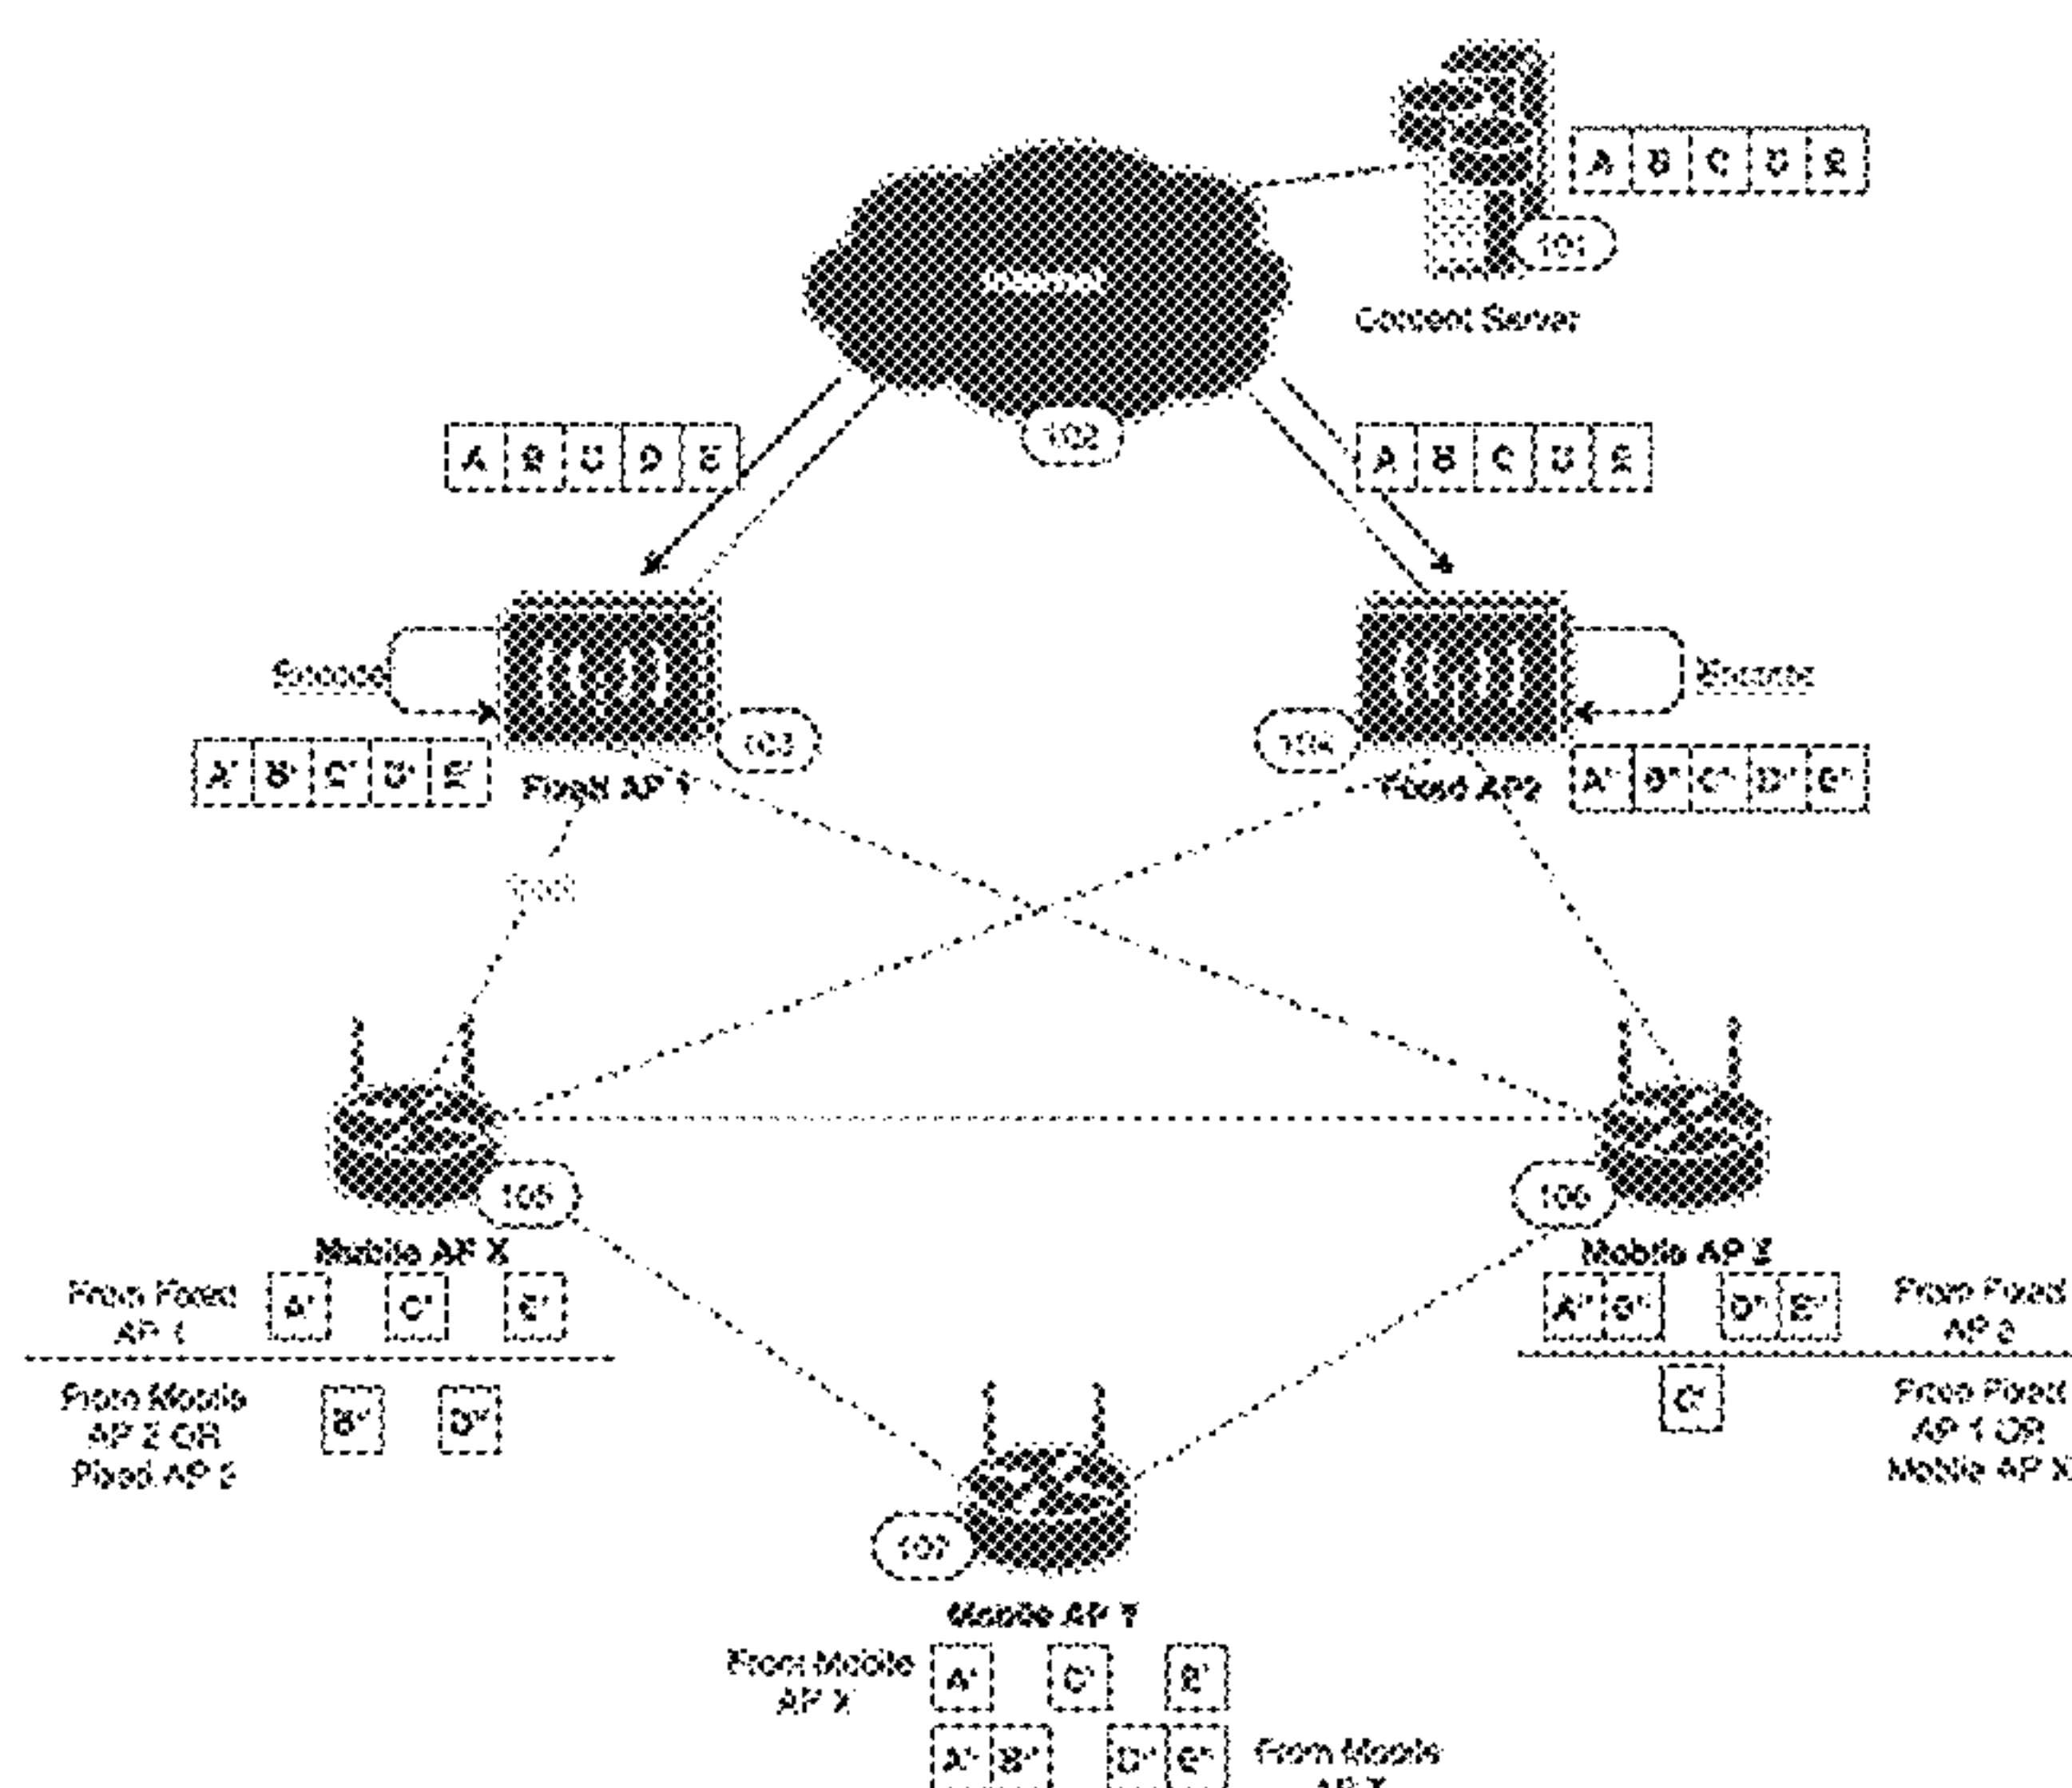 A B C D E
101
Content Server
102
A B C D E
A B C D E
Encode
103
104
A' B' C' D' E'
Fixed AP 1
Fixed AP2
A" B" C" D" E"
105
106
Mobile AP X
Mobile AP Z
From Fixed
AP 1
A' C' E'
A" B" D" E"
From Fixed
AP 2
From Mobile
AP Z OR
Fixed AP 2
B" D"
C'
From Fixed
AP 1 OR
Mobile AP X
107
Mobile AP Y
From Mobile
AP X
A' C' E'
A" B" D" E"
From Mobile
AP Z